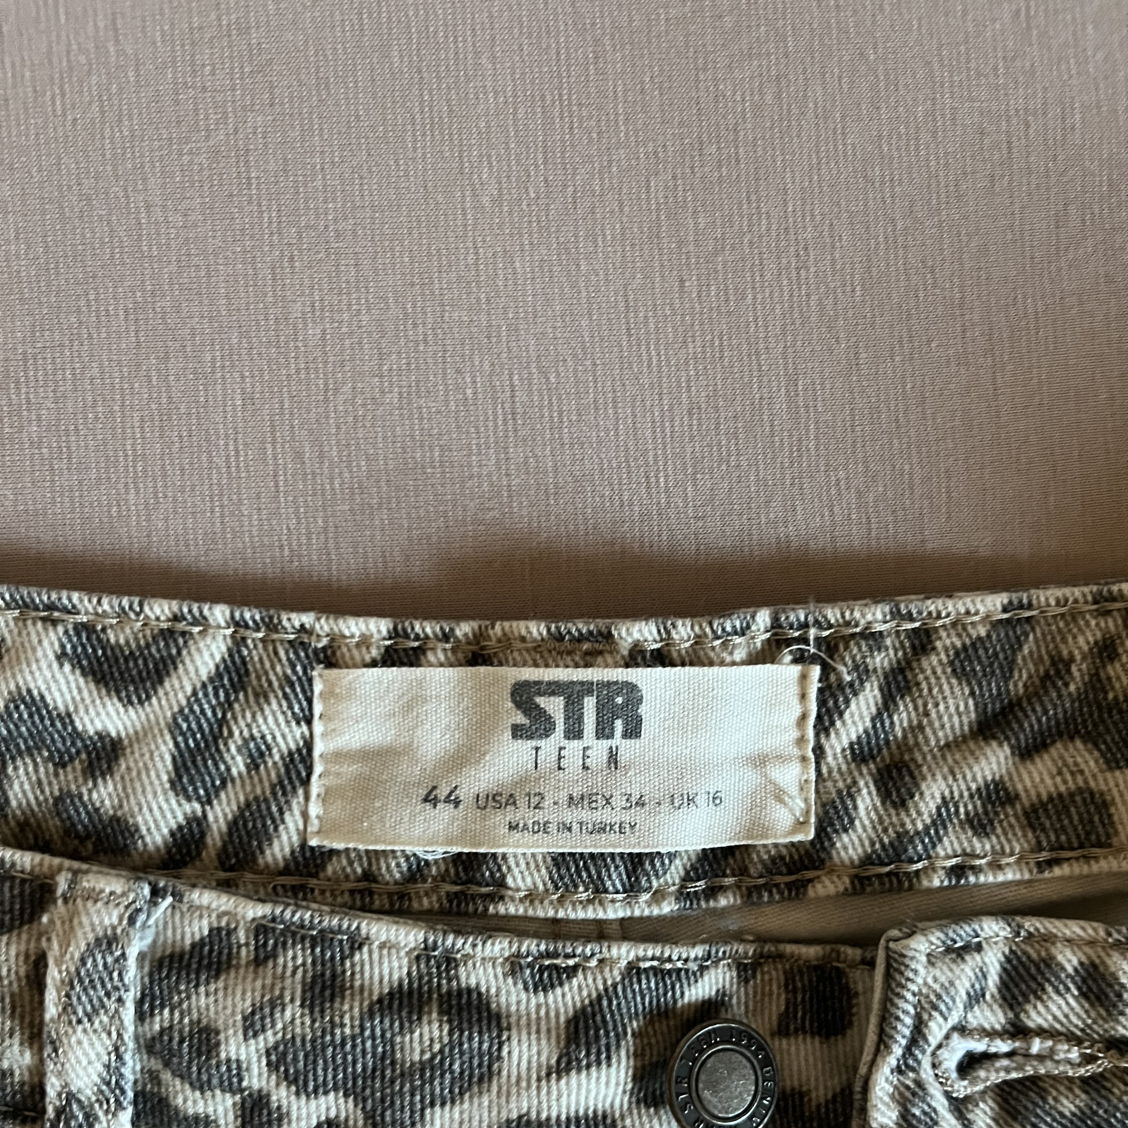 STR
TEEN
44 USA 12 - MEX 34 - UK 16
MADE IN TURKEY